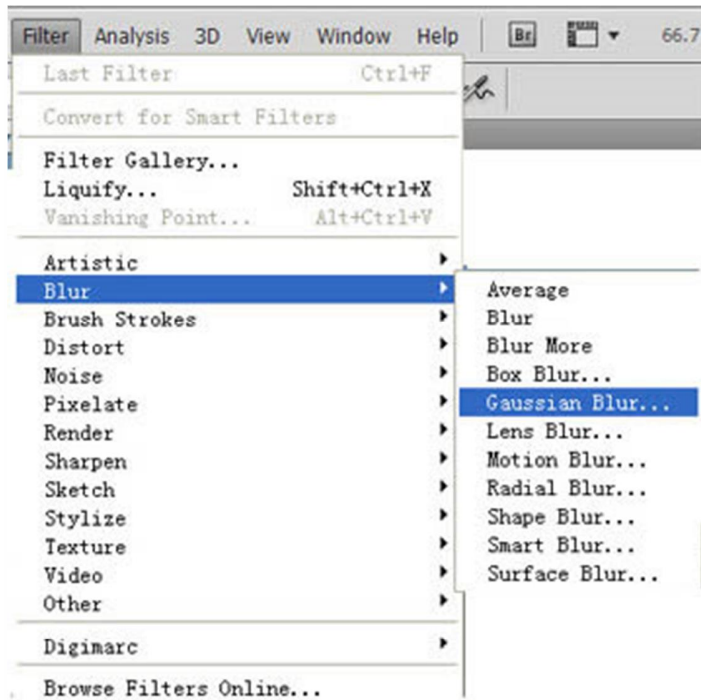 Filter Analysis 3D View Window Help Br 66.7
Last Filter Ctrl+F
Convert for Smart Filters
Filter Gallery...
Liquify... Shift+Ctrl+X
Vanishing Point... Alt+Ctrl+V
Artistic
Blur
Brush Strokes
Distort
Noise
Pixelate
Render
Sharpen
Sketch
Stylize
Texture
Video
Other
Digimarc
Browse Filters Online...
Average
Blur
Blur More
Box Blur...
Gaussian Blur...
Lens Blur...
Motion Blur...
Radial Blur...
Shape Blur...
Smart Blur...
Surface Blur...